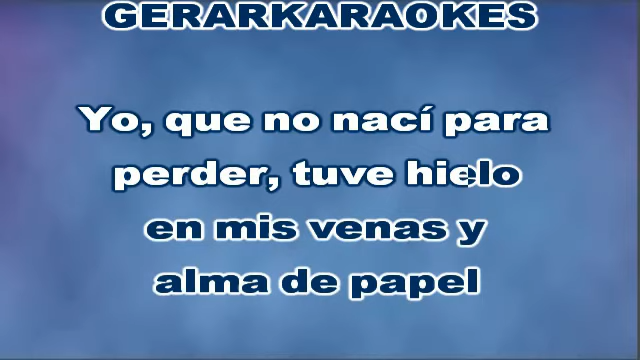 GERARKARAOKES
Yo, que no nací para
perder, tuve hielo
en mis venas y
alma de papel